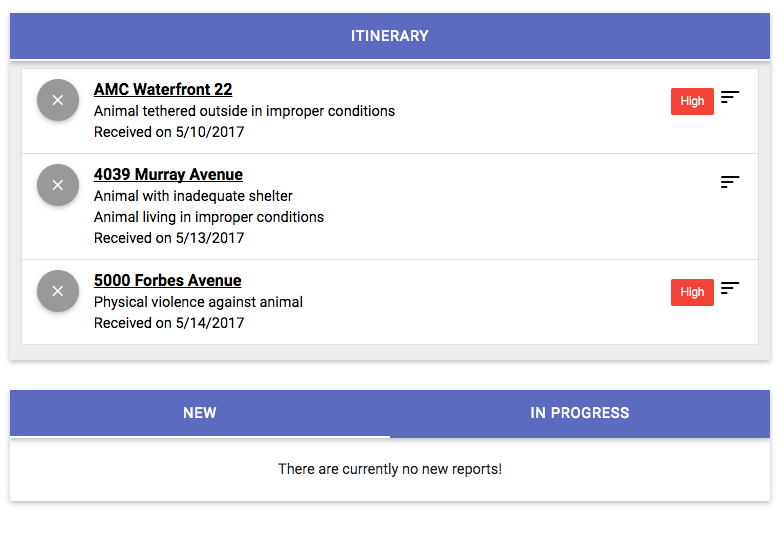 ITINERARY
AMC Waterfront 22
Animal tethered outside in improper conditions
Received on 5/10/2017
High
4039 Murray Avenue
Animal with inadequate shelter
Animal living in improper conditions
Received on 5/13/2017
5000 Forbes Avenue
Physical violence against animal
Received on 5/14/2017
High
NEW
IN PROGRESS
There are currently no new reports!